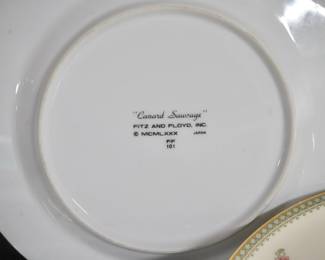 "Canard Sauvage"
FITZ AND FLOYD, INC.
© MCMLXXX JAPAN
F/F
101